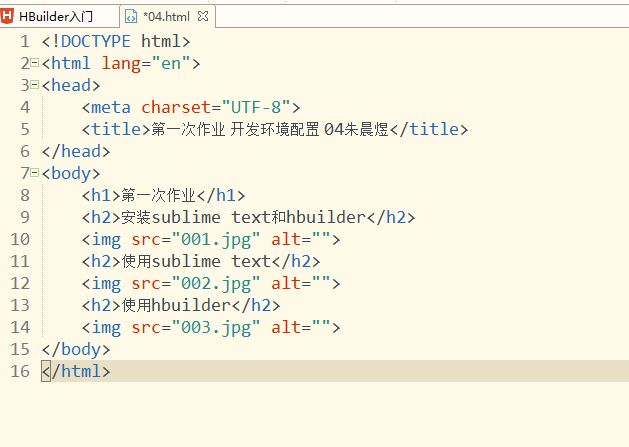 HBuilder入门 *04.html
1 <!DOCTYPE html>
2 <html lang="en">
3 <head>
4 <meta charset="UTF-8">
5 <title>第一次作业 开发环境配置 04朱晨煜</title>
6 </head>
7 <body>
8 <h1>第一次作业</h1>
9 <h2>安装sublime text和hbuilder</h2>
10 <img src="001.jpg" alt="">
11 <h2>使用sublime text</h2>
12 <img src="002.jpg" alt="">
13 <h2>使用hbuilder</h2>
14 <img src="003.jpg" alt="">
15 </body>
16 </html>